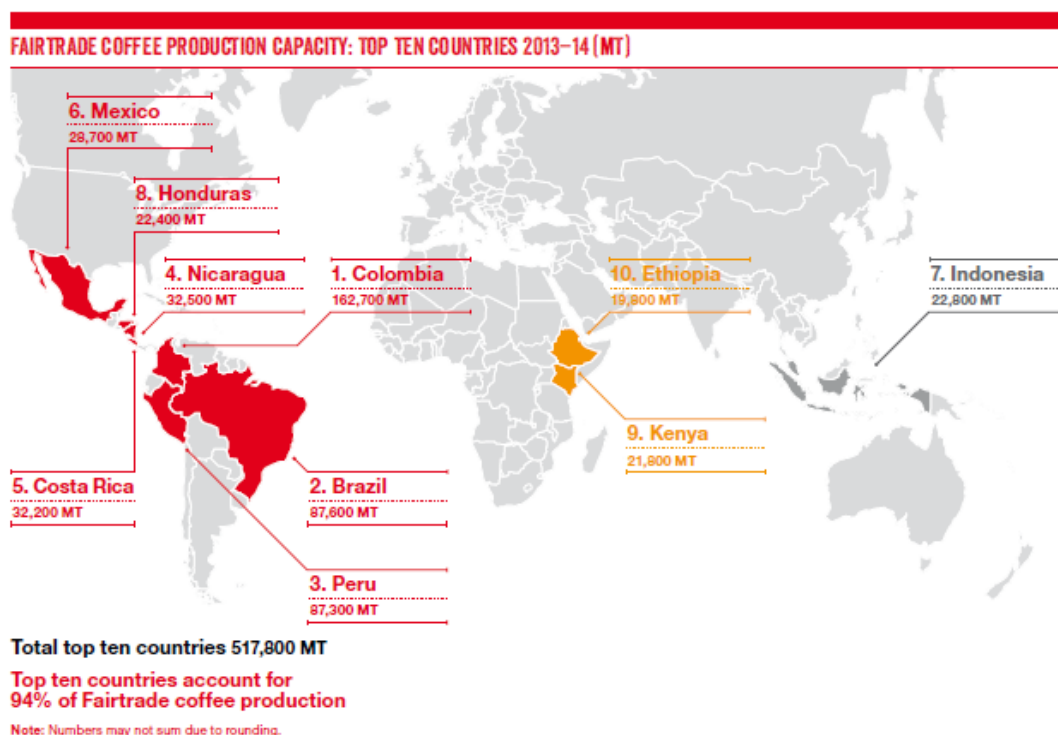 FAIRTRADE COFFEE PRODUCTION CAPACITY: TOP TEN COUNTRIES 2013–14 (MT)
6. Mexico
28,700 MT
8. Honduras
22,400 MT
4. Nicaragua
32,500 MT
1. Colombia
162,700 MT
10. Ethiopia
19,800 MT
7. Indonesia
22,800 MT
9. Kenya
21,800 MT
5. Costa Rica
32,200 MT
2. Brazil
87,600 MT
3. Peru
87,300 MT
Total top ten countries 517,800 MT
Top ten countries account for
94% of Fairtrade coffee production
Note: Numbers may not sum due to rounding.